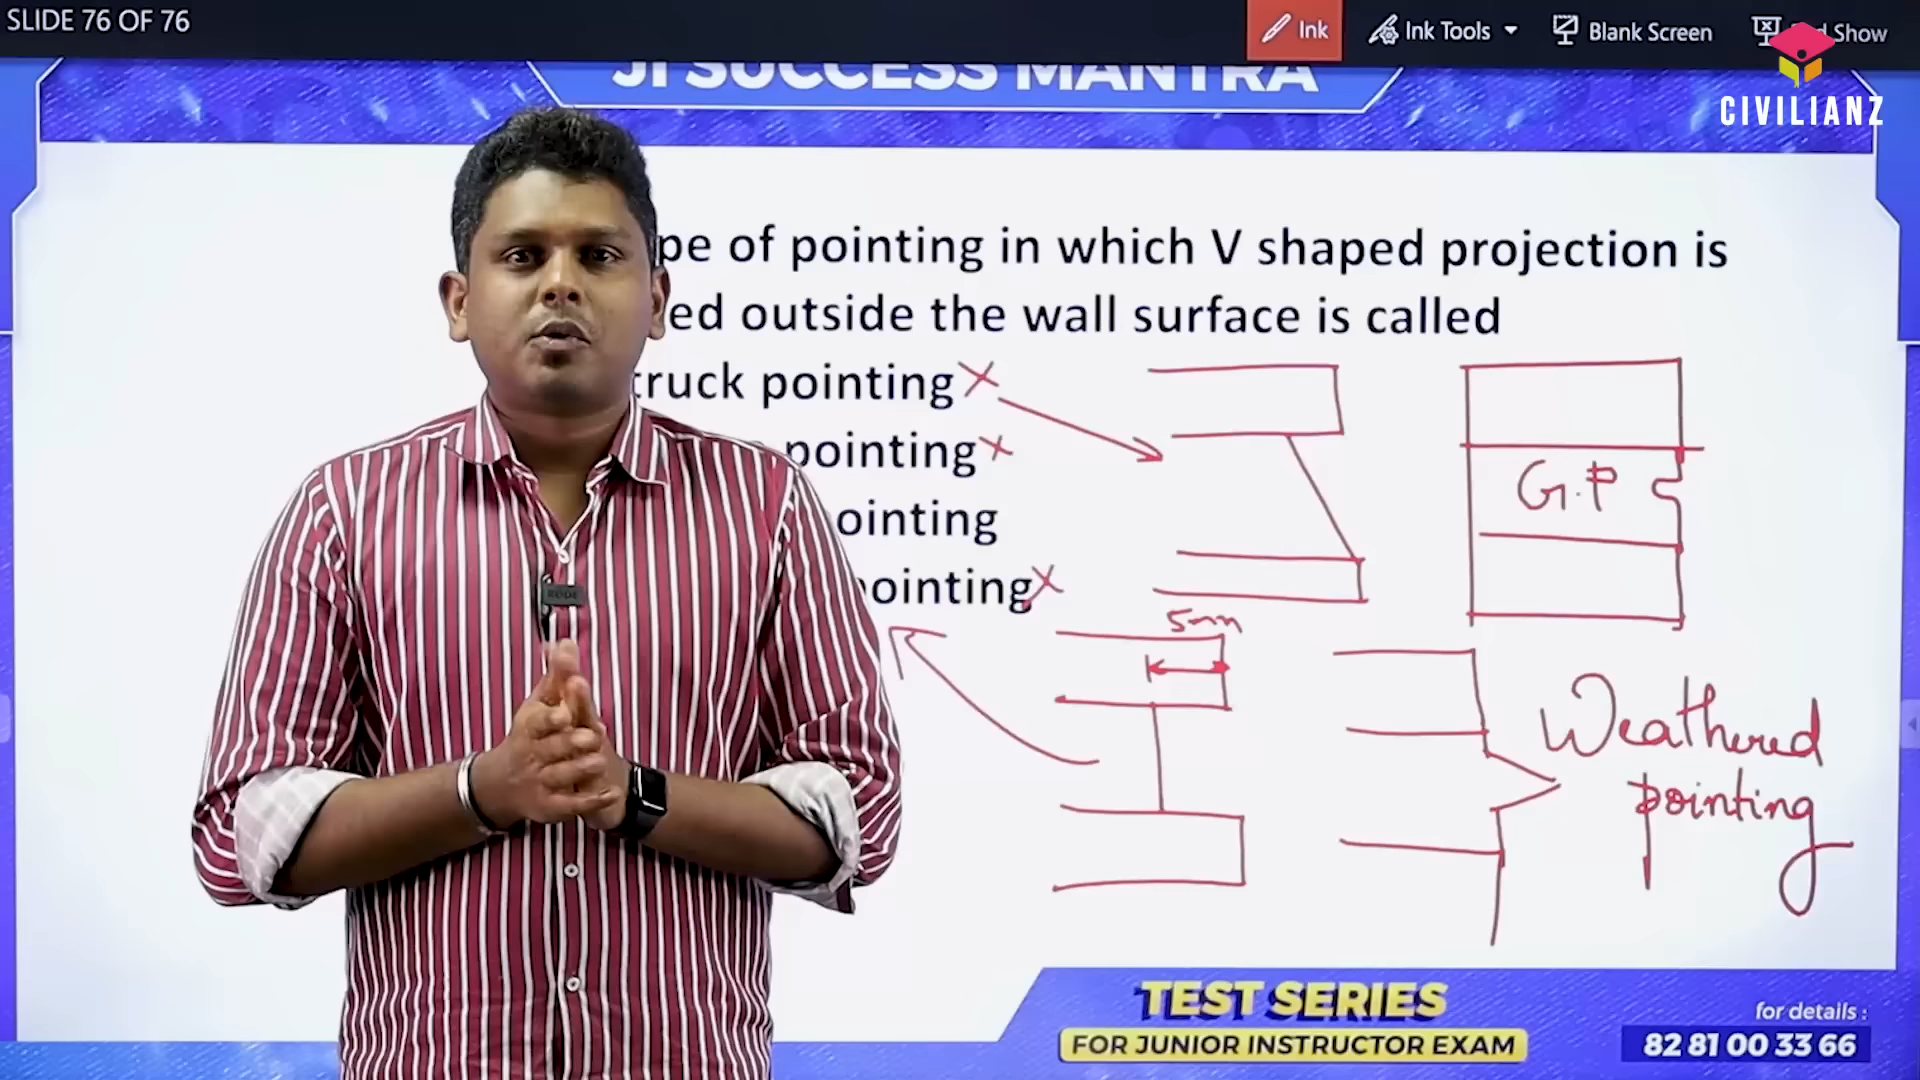 SLIDE 76 OF 76
Ink
Ink Tools
Blank Screen
Show
JI SUCCESS MANTRA
CIVILIANZ
pe of pointing in which V shaped projection is
ed outside the wall surface is called
truck pointing
pointing
ointing
ointing
G.P
5mm
Weathered
pointing
RODE
TEST SERIES
FOR JUNIOR INSTRUCTOR EXAM
for details :
82 81 00 33 66